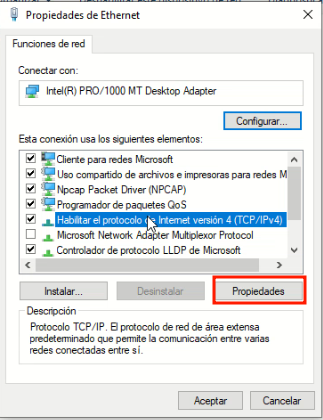 Propiedades de Ethernet
Funciones de red
Conectar con:
Intel(R) PRO/1000 MT Desktop Adapter
Configurar...
Esta conexión usa los siguientes elementos:
Cliente para redes Microsoft
Uso compartido de archivos e impresoras para redes M
Npcap Packet Driver (NPCAP)
Programador de paquetes QoS
Habilitar el protocolo de Internet versión 4 (TCP/IPv4)
Microsoft Network Adapter Multiplexor Protocol
Controlador de protocolo LLDP de Microsoft
Instalar... Desinstalar Propiedades
Descripción
Protocolo TCP/IP. El protocolo de red de área extensa
predeterminado que permite la comunicación entre varias
redes conectadas entre sí.
Aceptar Cancelar